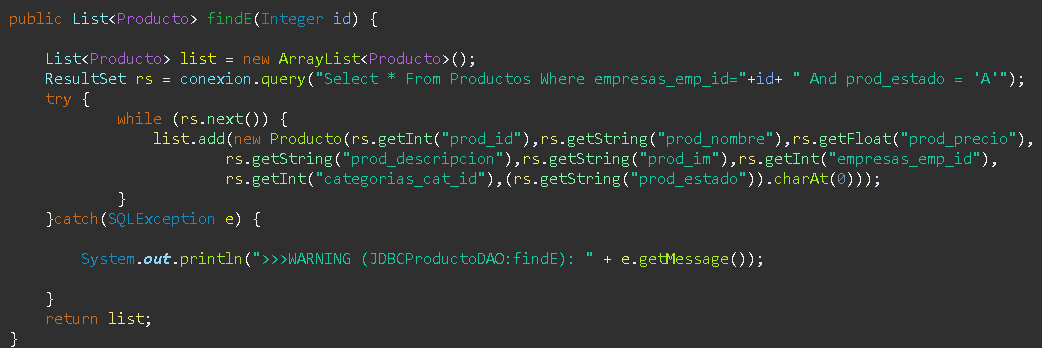 public List<Producto> findE(Integer id) {
List<Producto> list = new ArrayList<Producto>();
ResultSet rs = conexion.query("Select * From Productos Where empresas_emp_id="+id+ " And prod_estado = 'A'");
try {
while (rs.next()) {
list.add(new Producto(rs.getInt("prod_id"),rs.getString("prod_nombre"),rs.getFloat("prod_precio"),
rs.getString("prod_descripcion"),rs.getString("prod_im"),rs.getInt("empresas_emp_id"),
rs.getInt("categorias_cat_id"),(rs.getString("prod_estado")).charAt(0)));
}
}catch(SQLException e) {
System.out.println(">>>WARNING (JDBCProductoDAO:findE): " + e.getMessage());
}
return list;
}